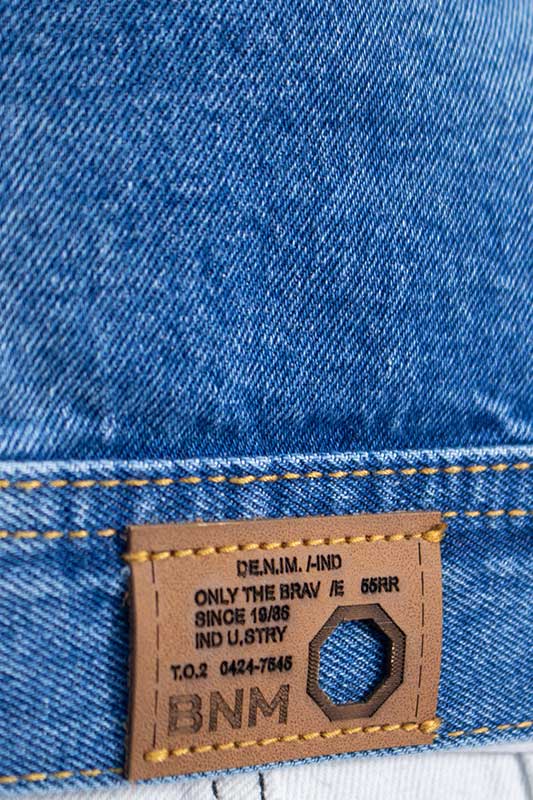 DE.N.IM. /-IND
ONLY THE BRAV /E 55RR
SINCE 19/86
IND U,STRY
T.O.2 0424-7545
BNM